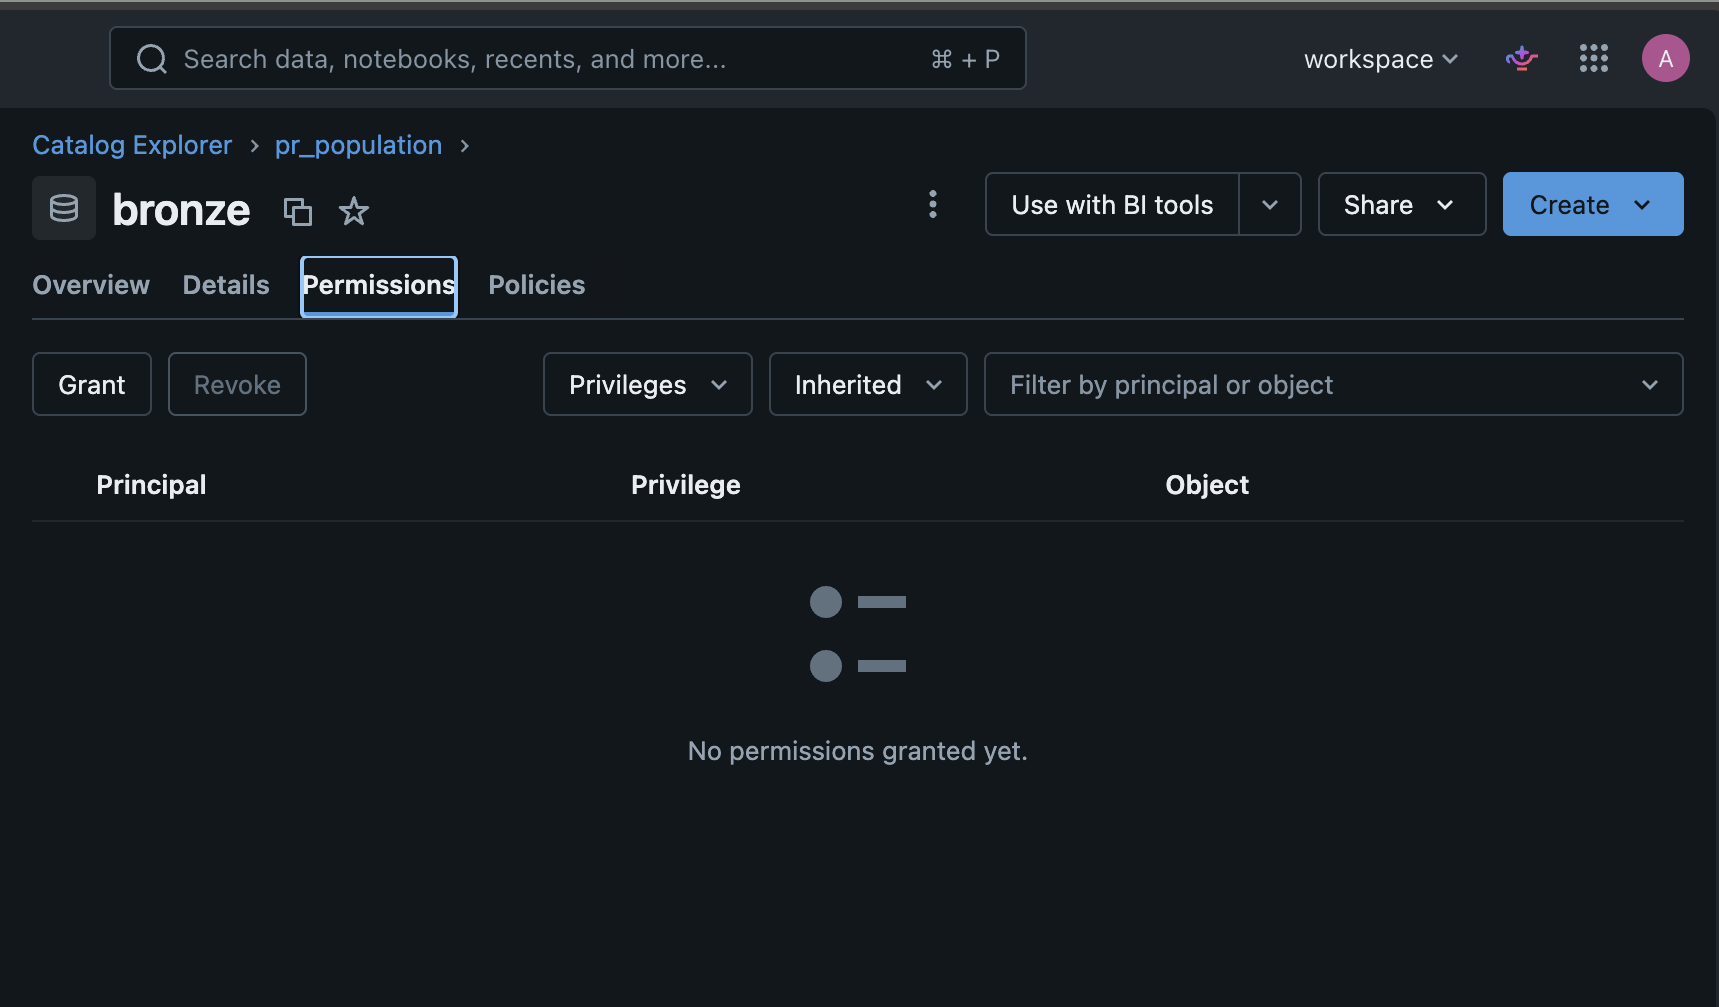 Search data, notebooks, recents, and more... ⌘ + P
workspace
A
Catalog Explorer > pr_population >
bronze
Use with BI tools
Share
Create
Overview Details Permissions Policies
Grant Revoke Privileges Inherited Filter by principal or object
Principal Privilege Object
No permissions granted yet.